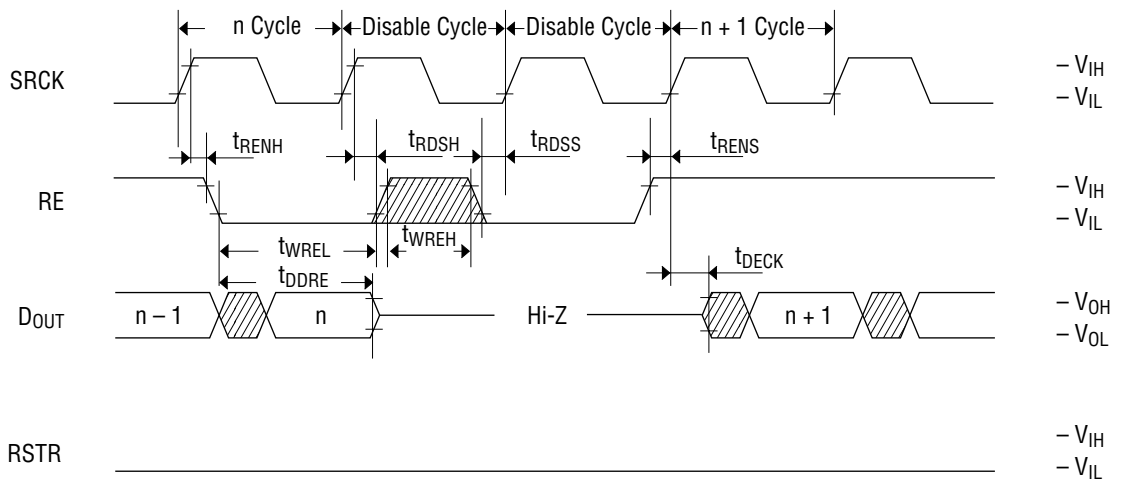 n Cycle Disable Cycle Disable Cycle n + 1 Cycle
SRCK
– VIH
– VIL
tRENH tRDSH tRDSS tRENS
RE
– VIH
– VIL
tWREL tWREH
tDDRE tDECK
DOUT n – 1 n Hi-Z n + 1
– VOH
– VOL
RSTR
– VIH
– VIL